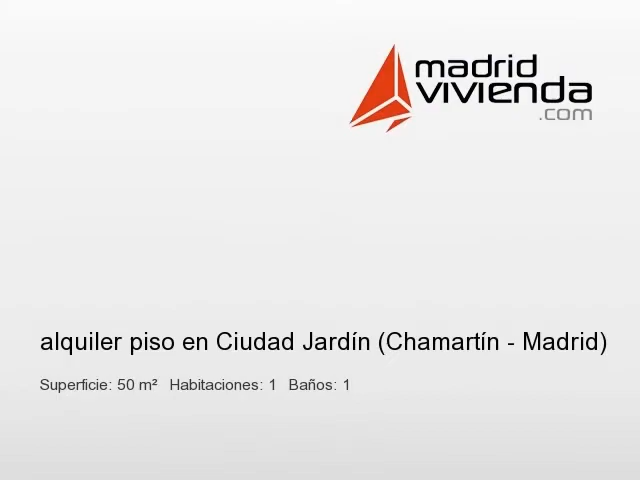 madrid
vivienda
.com
alquiler piso en Ciudad Jardín (Chamartín - Madrid)
Superficie: 50 m² Habitaciones: 1 Baños: 1